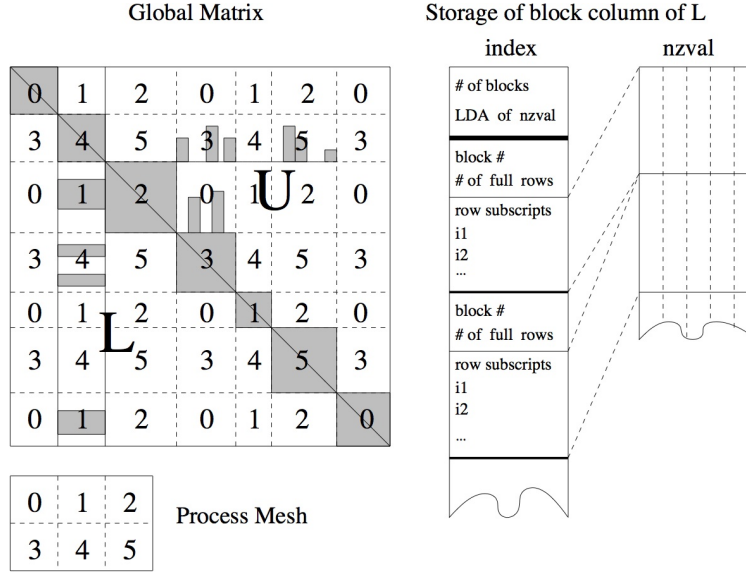 Global Matrix
0 1 2 0 1 2 0
3 4 5 3 4 5 3
0 1 2 0 1 2 0
U
3 4 5 3 4 5 3
0 1 2 0 1 2 0
L
3 4 5 3 4 5 3
0 1 2 0 1 2 0
0 1 2
3 4 5
Process Mesh
Storage of block column of L
index nzval
# of blocks
LDA of nzval
block #
# of full rows
row subscripts
i1
i2
...
block #
# of full rows
row subscripts
i1
i2
...